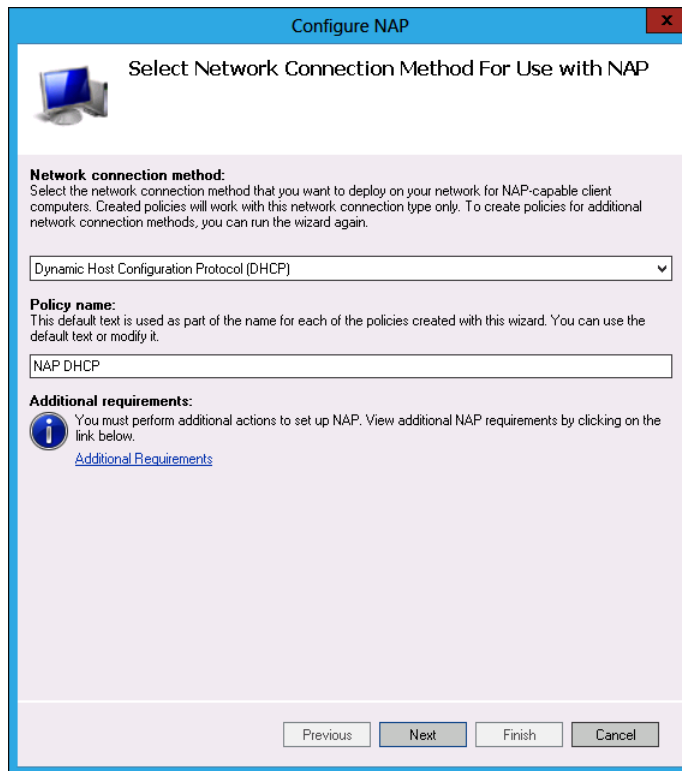 Configure NAP
x
Select Network Connection Method For Use with NAP
Network connection method:
Select the network connection method that you want to deploy on your network for NAP-capable client
computers. Created policies will work with this network connection type only. To create policies for additional
network connection methods, you can run the wizard again.
Dynamic Host Configuration Protocol (DHCP)
Policy name:
This default text is used as part of the name for each of the policies created with this wizard. You can use the
default text or modify it.
NAP DHCP
Additional requirements:
You must perform additional actions to set up NAP. View additional NAP requirements by clicking on the
link below.
Additional Requirements
Previous Next Finish Cancel